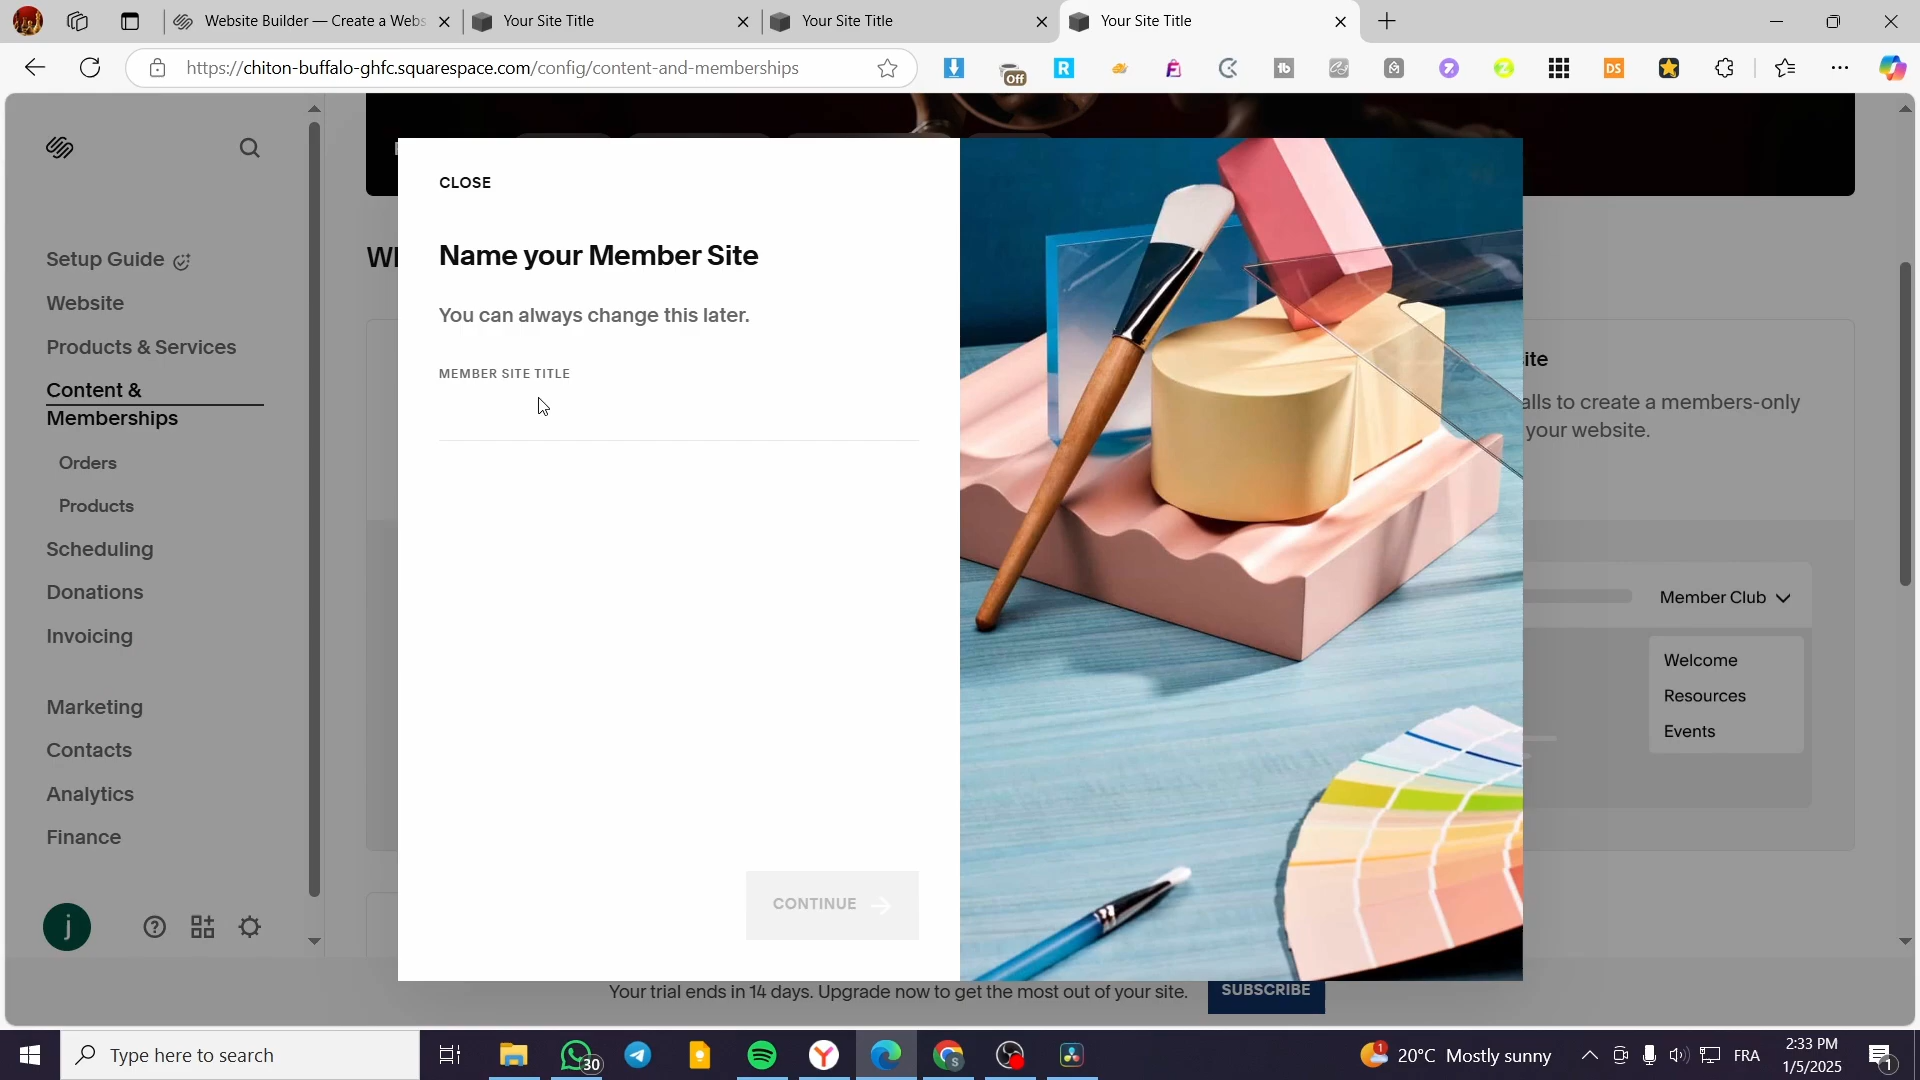 Website Builder — Create a Webs
Your Site Title
Your Site Title
Your Site Title
https://chiton-buffalo-ghfc.squarespace.com/config/content-and-memberships
Off
R
tb
DS
Setup Guide
Website
Products & Services
Content &
Memberships
Orders
Products
Scheduling
Donations
Invoicing
Marketing
Contacts
Analytics
Finance
j
CLOSE
Name your Member Site
You can always change this later.
MEMBER SITE TITLE
CONTINUE
ite
alls to create a members-only
your website.
Member Club
Welcome
Resources
Events
Your trial ends in 14 days. Upgrade now to get the most out of your site.
SUBSCRIBE
Type here to search
30
1
20°C Mostly sunny
FRA
2:33 PM
1/5/2025
1